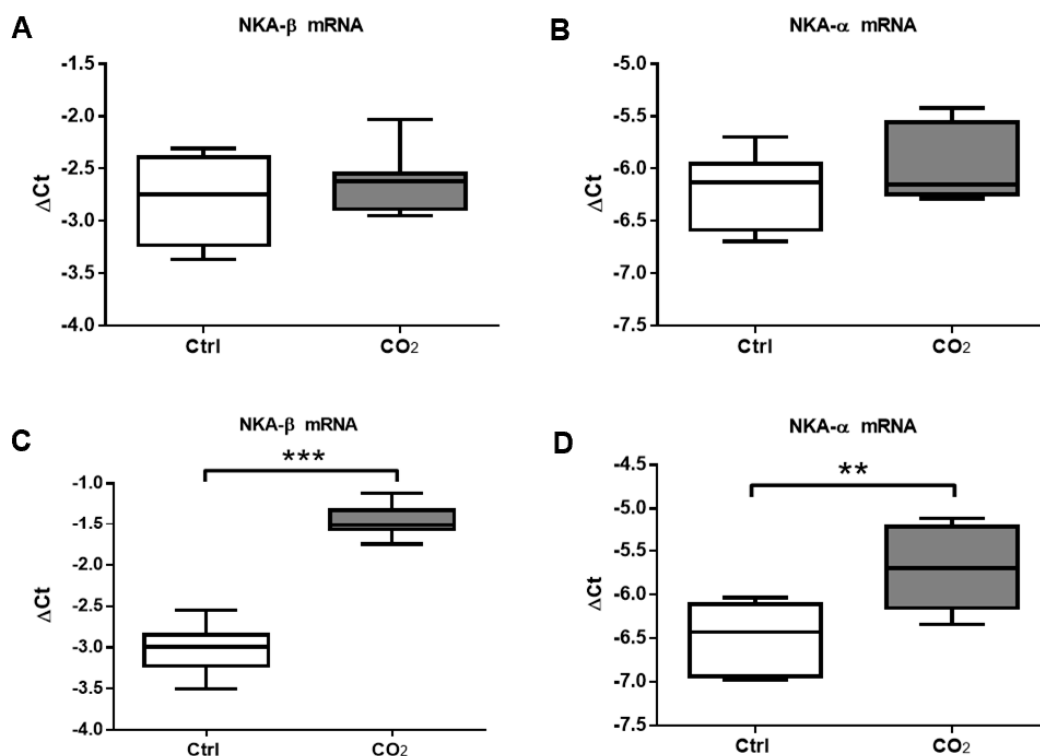 A
NKA-β mRNA
-1.5
-2.0
-2.5
-3.0
-3.5
-4.0
ΔCt
Ctrl
CO₂
B
NKA-α mRNA
-5.0
-5.5
-6.0
-6.5
-7.0
-7.5
ΔCt
Ctrl
CO₂
C
NKA-β mRNA
***
-1.0
-1.5
-2.0
-2.5
-3.0
-3.5
-4.0
ΔCt
Ctrl
CO₂
D
NKA-α mRNA
**
-4.5
-5.0
-5.5
-6.0
-6.5
-7.0
-7.5
ΔCt
Ctrl
CO₂